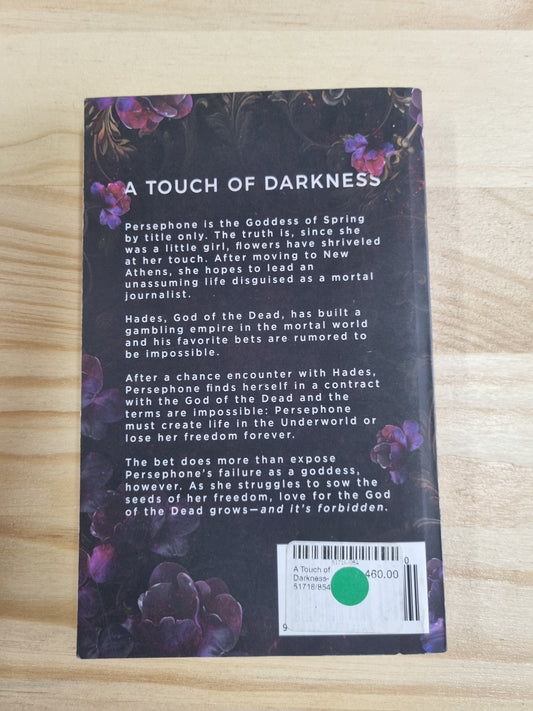 A TOUCH OF DARKNESS
Persephone is the Goddess of Spring
by title only. The truth is, since she
was a little girl, flowers have shriveled
at her touch. After moving to New
Athens, she hopes to lead an
unassuming life disguised as a mortal
journalist.
Hades, God of the Dead, has built a
gambling empire in the mortal world
and his favorite bets are rumored to
be impossible.
After a chance encounter with Hades,
Persephone finds herself in a contract
with the God of the Dead and the
terms are impossible: Persephone
must create life in the Underworld or
lose her freedom forever.
The bet does more than expose
Persephone's failure as a goddess,
however. As she struggles to sow the
seeds of her freedom, love for the God
of the Dead grows—and it's forbidden.
0
A Touch of
Darkness- 460.00
51716/854
9